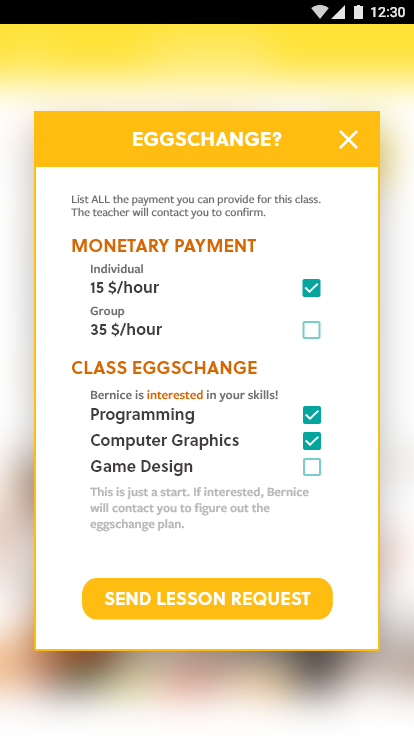 12:30
EGGSCHANGE?
List ALL the payment you can provide for this class.
The teacher will contact you to confirm.
MONETARY PAYMENT
Individual
15 $/hour
Group
35 $/hour
CLASS EGGSCHANGE
Bernice is interested in your skills!
Programming
Computer Graphics
Game Design
This is just a start. If interested, Bernice
will contact you to figure out the
eggschange plan.
SEND LESSON REQUEST